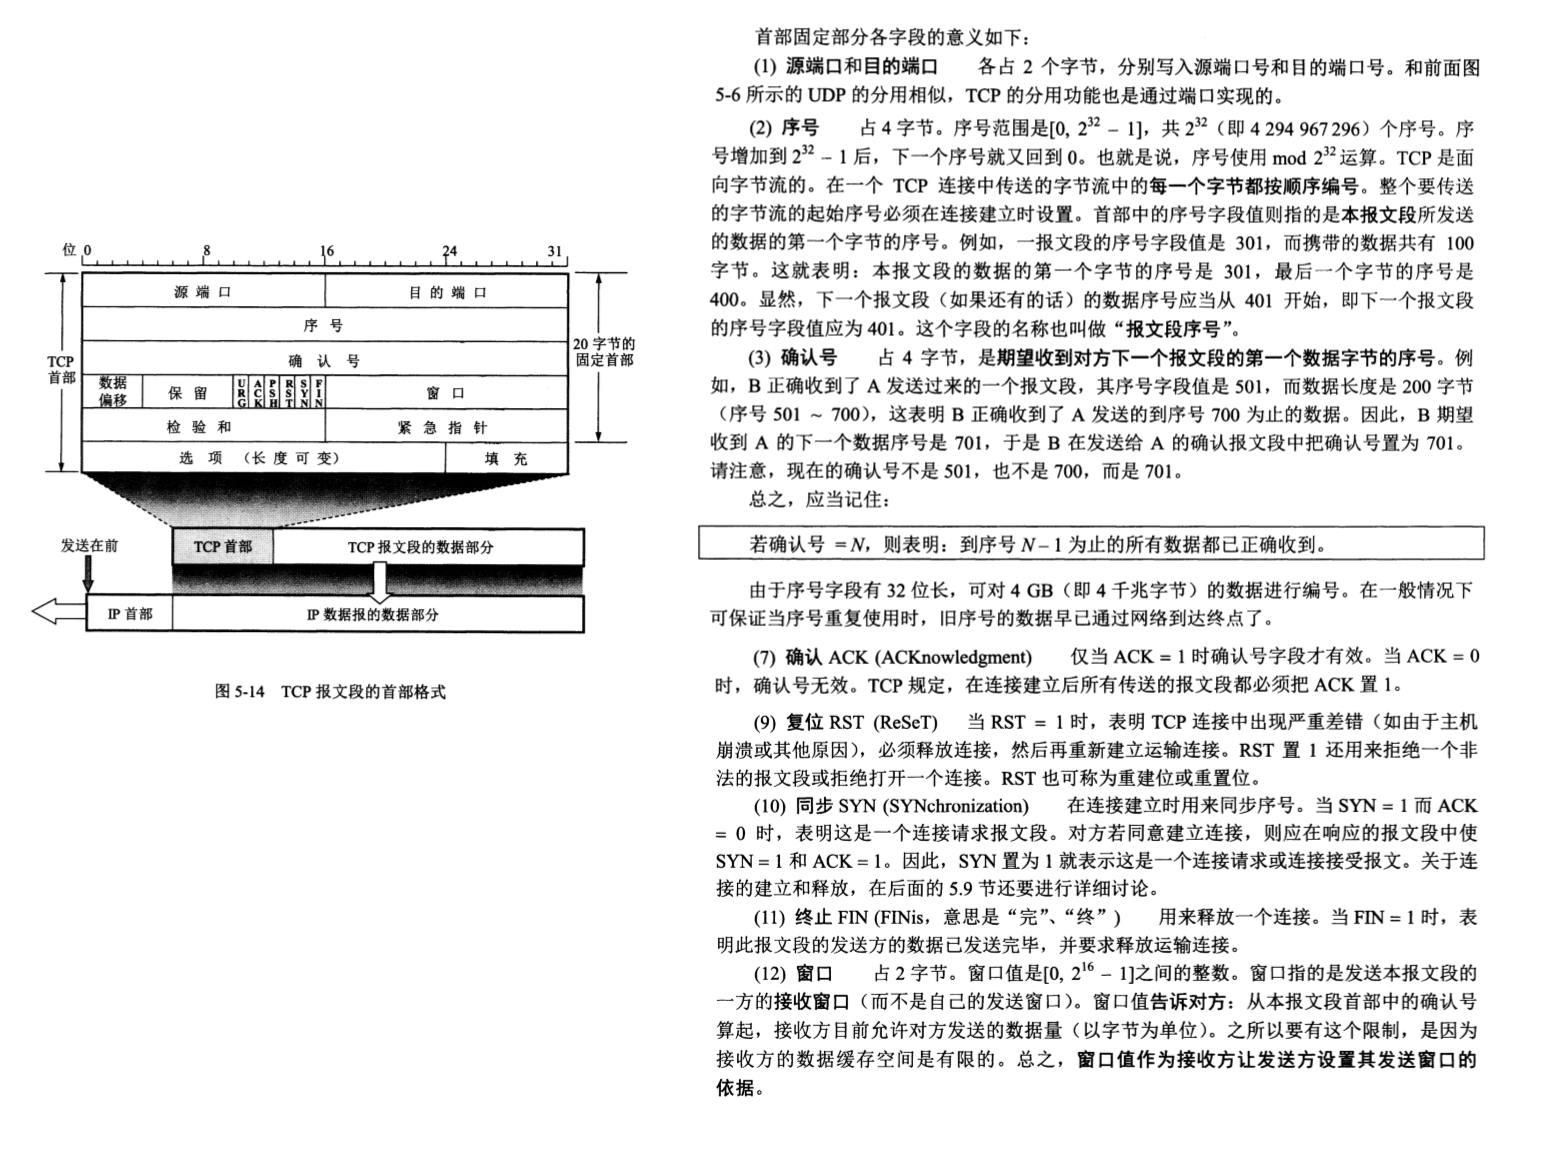 位 0 8 16 24 31
源 端 口 目 的 端 口
序 号
确 认 号
数据偏移 保 留 URG ACK PSH RST SYN FIN 窗 口
检 验 和 紧 急 指 针
选 项 （长 度 可 变） 填 充
TCP
首部
20 字节的
固定首部
TCP 首部 TCP 报文段的数据部分
发送在前
IP 首部 IP 数据报的数据部分
图 5-14 TCP 报文段的首部格式
首部固定部分各字段的意义如下：
(1) 源端口和目的端口 各占 2 个字节，分别写入源端口号和目的端口号。和前面图
5-6 所示的 UDP 的分用相似，TCP 的分用功能也是通过端口实现的。
(2) 序号 占 4 字节。序号范围是[0, 2³² – 1]，共 2³²（即 4 294 967 296）个序号。序
号增加到 2³² – 1 后，下一个序号就又回到 0。也就是说，序号使用 mod 2³² 运算。TCP 是面
向字节流的。在一个 TCP 连接中传送的字节流中的每一个字节都按顺序编号。整个要传送
的字节流的起始序号必须在连接建立时设置。首部中的序号字段值则指的是本报文段所发送
的数据的第一个字节的序号。例如，一报文段的序号字段值是 301，而携带的数据共有 100
字节。这就表明：本报文段的数据的第一个字节的序号是 301，最后一个字节的序号是
400。显然，下一个报文段（如果还有的话）的数据序号应当从 401 开始，即下一个报文段
的序号字段值应为 401。这个字段的名称也叫做“报文段序号”。
(3) 确认号 占 4 字节，是期望收到对方下一个报文段的第一个数据字节的序号。例
如，B 正确收到了 A 发送过来的一个报文段，其序号字段值是 501，而数据长度是 200 字节
（序号 501 ~ 700），这表明 B 正确收到了 A 发送的到序号 700 为止的数据。因此，B 期望
收到 A 的下一个数据序号是 701，于是 B 在发送给 A 的确认报文段中把确认号置为 701。
请注意，现在的确认号不是 501，也不是 700，而是 701。
总之，应当记住：
若确认号 = N，则表明：到序号 N – 1 为止的所有数据都已正确收到。
由于序号字段有 32 位长，可对 4 GB（即 4 千兆字节）的数据进行编号。在一般情况下
可保证当序号重复使用时，旧序号的数据早已通过网络到达终点了。
(7) 确认 ACK (ACKnowledgment) 仅当 ACK = 1 时确认号字段才有效。当 ACK = 0
时，确认号无效。TCP 规定，在连接建立后所有传送的报文段都必须把 ACK 置 1。
(9) 复位 RST (ReSeT) 当 RST = 1 时，表明 TCP 连接中出现严重差错（如由于主机
崩溃或其他原因），必须释放连接，然后再重新建立运输连接。RST 置 1 还用来拒绝一个非
法的报文段或拒绝打开一个连接。RST 也可称为重建位或重置位。
(10) 同步 SYN (SYNchronization) 在连接建立时用来同步序号。当 SYN = 1 而 ACK
= 0 时，表明这是一个连接请求报文段。对方若同意建立连接，则应在响应的报文段中使
SYN = 1 和 ACK = 1。因此，SYN 置为 1 就表示这是一个连接请求或连接接受报文。关于连
接的建立和释放，在后面的 5.9 节还要进行详细讨论。
(11) 终止 FIN (FINis，意思是“完”、“终”) 用来释放一个连接。当 FIN = 1 时，表
明此报文段的发送方的数据已发送完毕，并要求释放运输连接。
(12) 窗口 占 2 字节。窗口值是[0, 2¹⁶ – 1]之间的整数。窗口指的是发送本报文段的
一方的接收窗口（而不是自己的发送窗口）。窗口值告诉对方：从本报文段首部中的确认号
算起，接收方目前允许对方发送的数据量（以字节为单位）。之所以要有这个限制，是因为
接收方的数据缓存空间是有限的。总之，窗口值作为接收方让发送方设置其发送窗口的
依据。